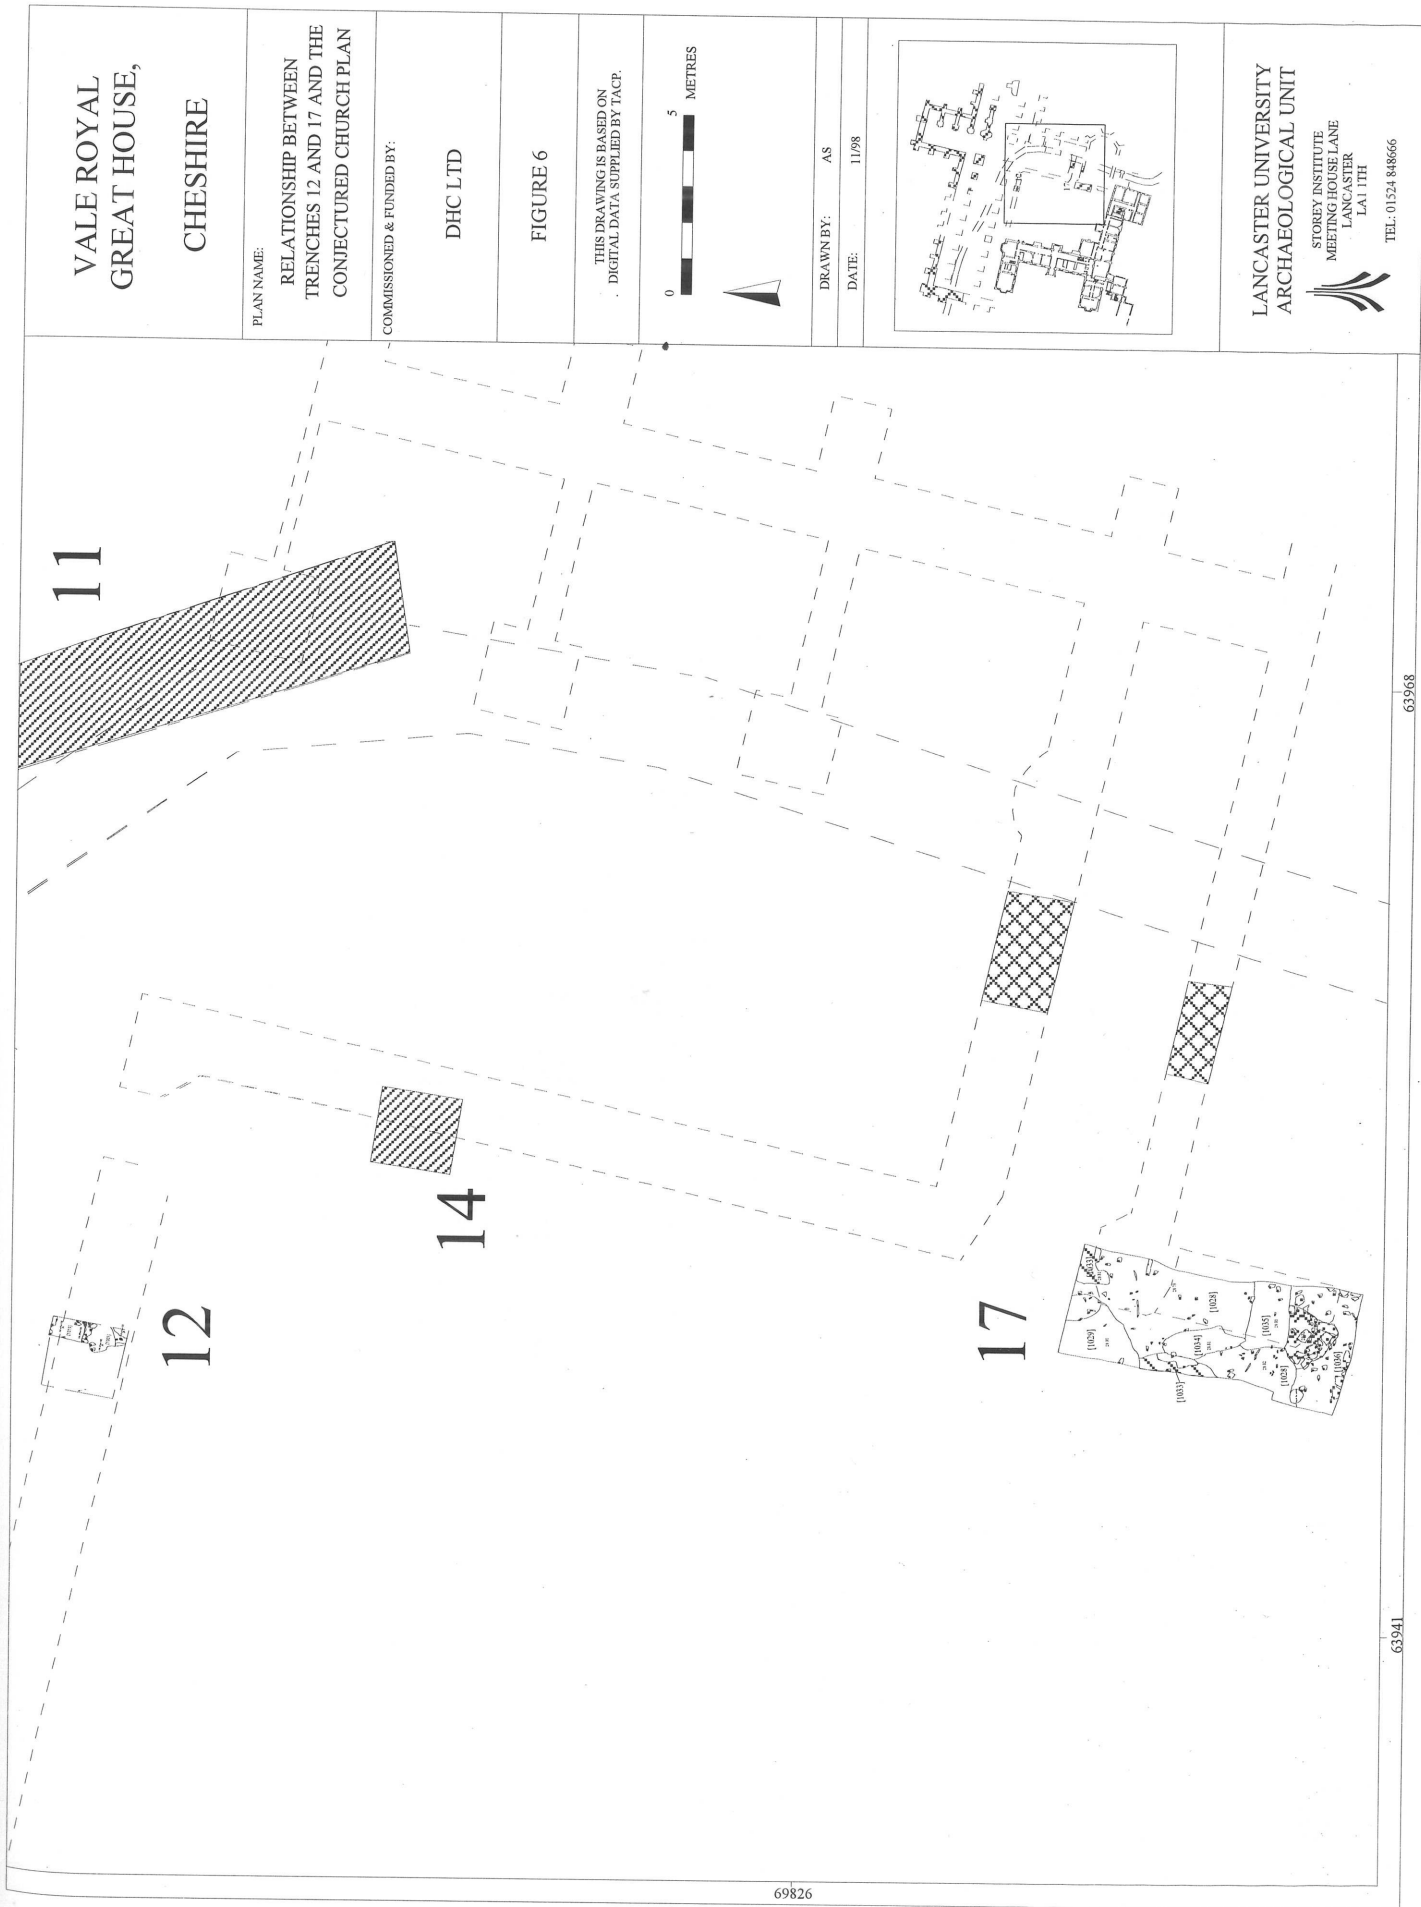 VALE ROYAL
GREAT HOUSE,
CHESHIRE
PLAN NAME:
RELATIONSHIP BETWEEN
TRENCHES 12 AND 17 AND THE
CONJECTURED CHURCH PLAN
COMMISSIONED & FUNDED BY:
DHC LTD
FIGURE 6
THIS DRAWING IS BASED ON
DIGITAL DATA SUPPLIED BY TACP.
0 5 METRES
DRAWN BY: AS
DATE: 11/98
LANCASTER UNIVERSITY
ARCHAEOLOGICAL UNIT
STOREY INSTITUTE
MEETING HOUSE LANE
LANCASTER
LA1 1TH
TEL: 01524 848666
11
12
14
17
[1033]
[1029]
[1028]
[1034]
[1035]
[1033]
[1028]
[1036]
63968
63941
69826